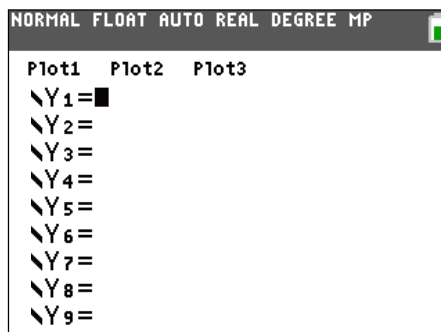 NORMAL FLOAT AUTO REAL DEGREE MP
Plot1 Plot2 Plot3
\Y1=
\Y2=
\Y3=
\Y4=
\Y5=
\Y6=
\Y7=
\Y8=
\Y9=